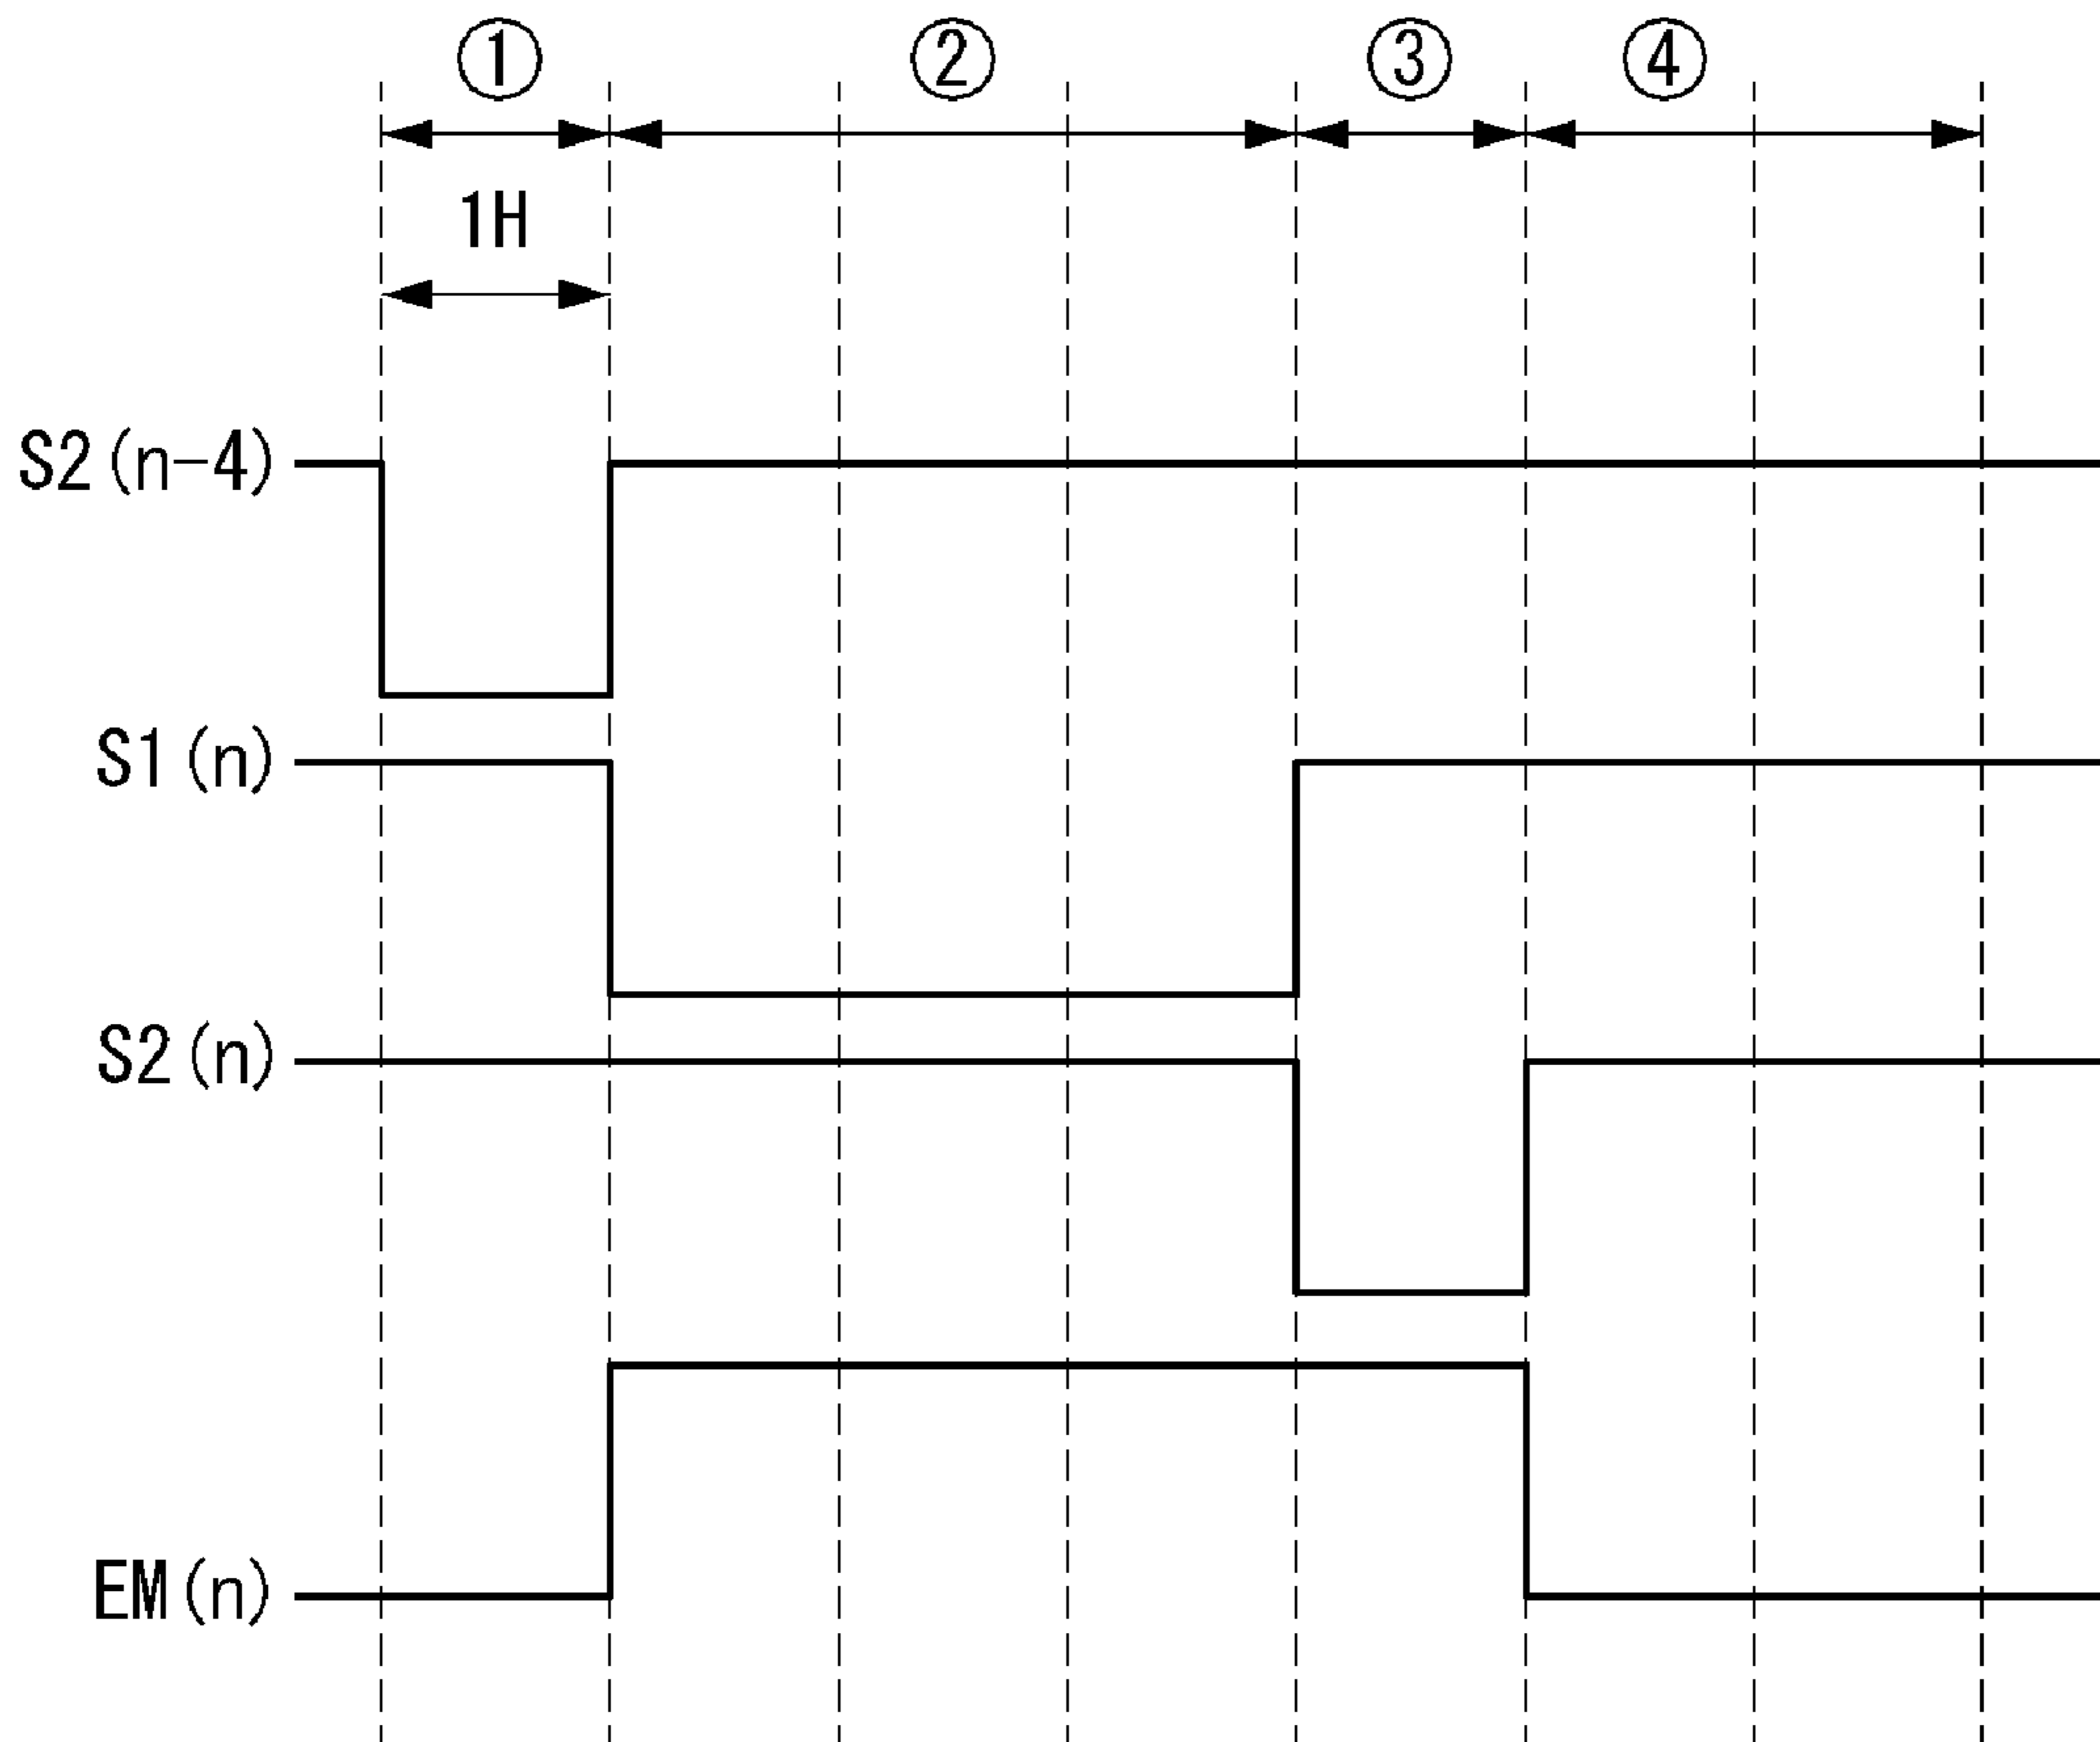 ① ② ③ ④
1H
S2(n-4)
S1(n)
S2(n)
EM(n)